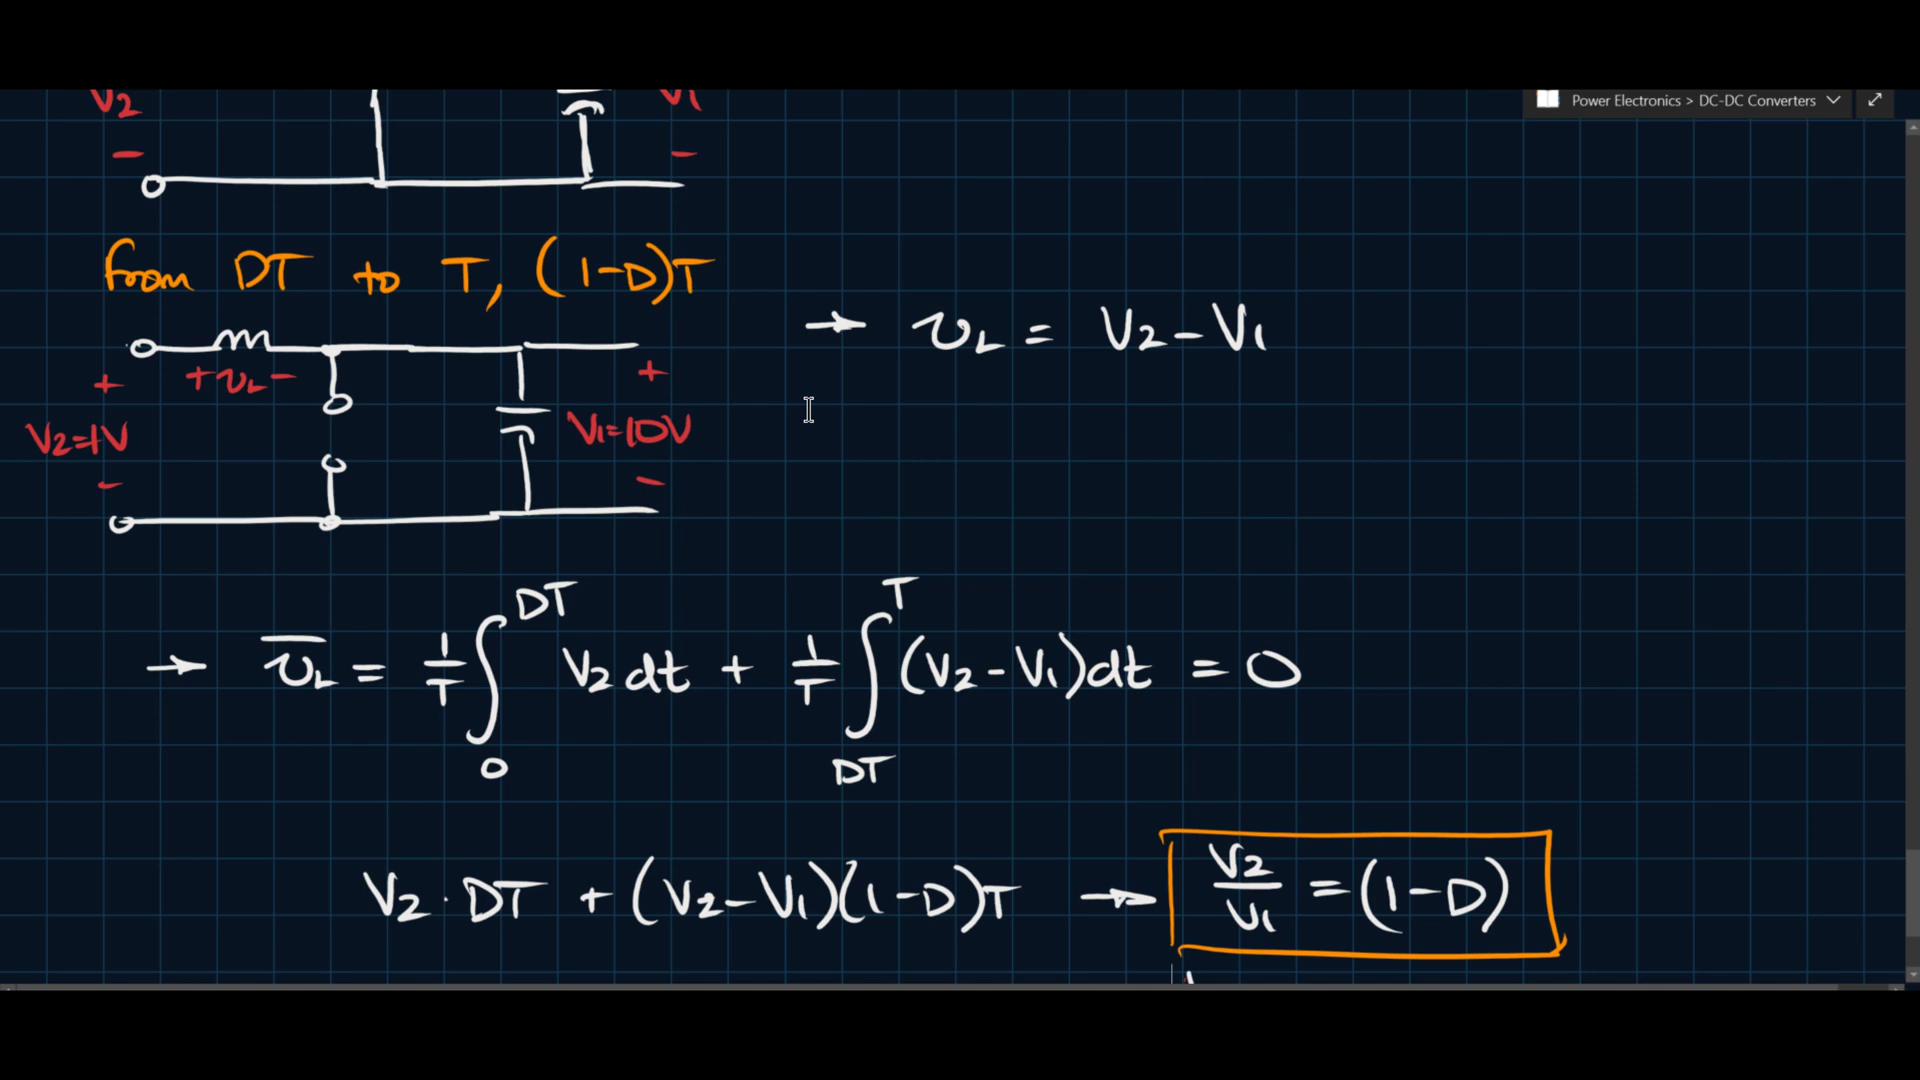 Power Electronics > DC-DC Converters
V2 V1
- -
from DT to T, (1-D)T
→ vL = V2-V1
+ +vL- +
V2=1V V1=10V
- -
→ v̅L = 1/T ∫₀^DT V2 dt + 1/T ∫_DT^T (V2-V1)dt = 0
V2·DT + (V2-V1)(1-D)T → V2/V1 = (1-D)